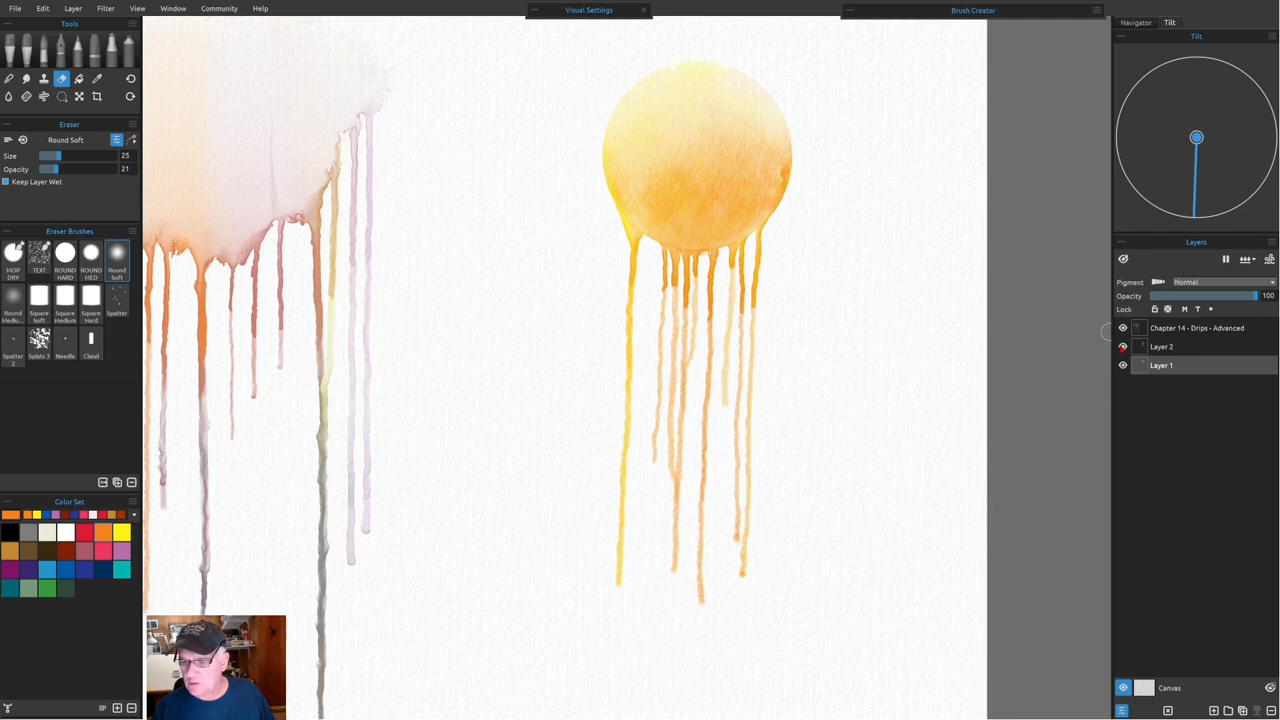 File Edit Layer Filter View Window Community Help
Visual Settings
Brush Creator
Navigator Tilt
Tools
Tilt
Eraser
Round Soft
Size 25
Opacity 21
Keep Layer Wet
Eraser Brushes
MOP DRY
TEXT
ROUND HARD
ROUND MED
Round Soft
Round Mediu...
Square Soft
Square Medium
Square Hard
Spatter
Spatter 2
Splats 3
Needle
Chisel
Color Set
Layers
Pigment Normal
Opacity 100
Lock M T
Chapter 14 - Drips - Advanced
Layer 2
Layer 1
Canvas